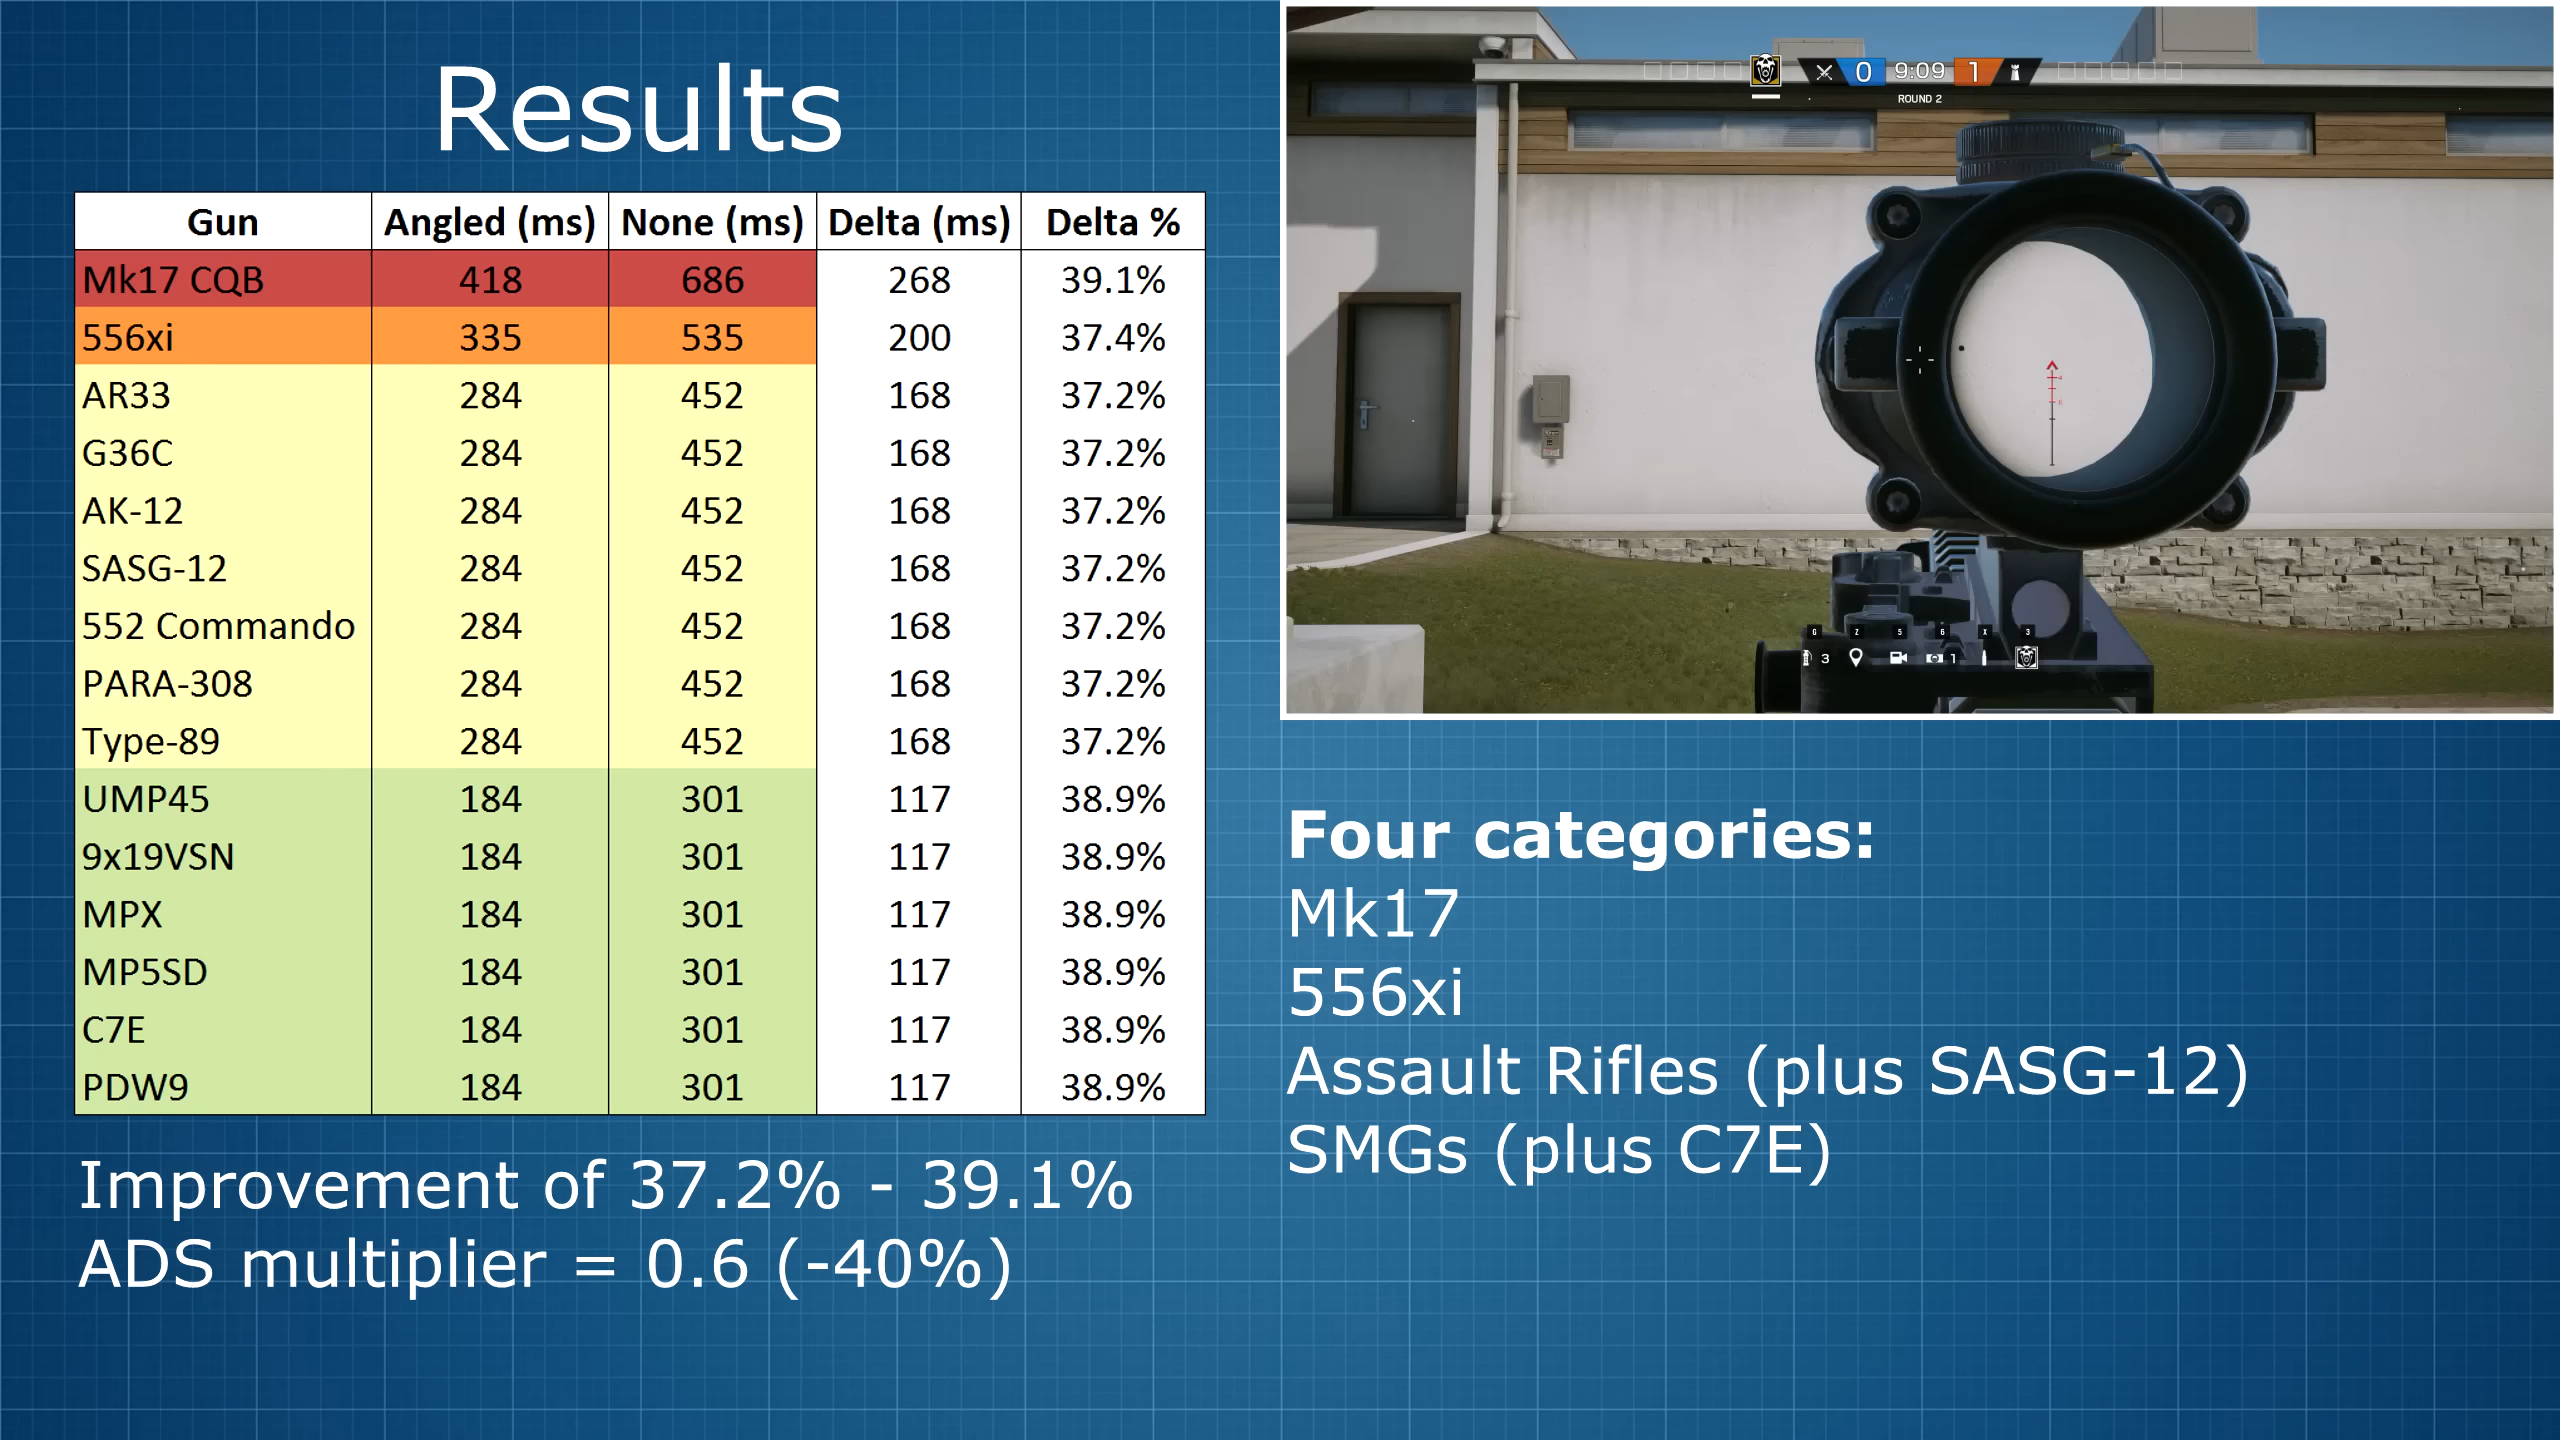 Results
Gun Angled (ms) None (ms) Delta (ms) Delta %
Mk17 CQB 418 686 268 39.1%
556xi 335 535 200 37.4%
AR33 284 452 168 37.2%
G36C 284 452 168 37.2%
AK-12 284 452 168 37.2%
SASG-12 284 452 168 37.2%
552 Commando 284 452 168 37.2%
PARA-308 284 452 168 37.2%
Type-89 284 452 168 37.2%
UMP45 184 301 117 38.9%
9x19VSN 184 301 117 38.9%
MPX 184 301 117 38.9%
MP5SD 184 301 117 38.9%
C7E 184 301 117 38.9%
PDW9 184 301 117 38.9%
Improvement of 37.2% - 39.1%
ADS multiplier = 0.6 (-40%)
0 9:09 1
ROUND 2
G Z 5 6 X 3
3 1
Four categories:
Mk17
556xi
Assault Rifles (plus SASG-12)
SMGs (plus C7E)